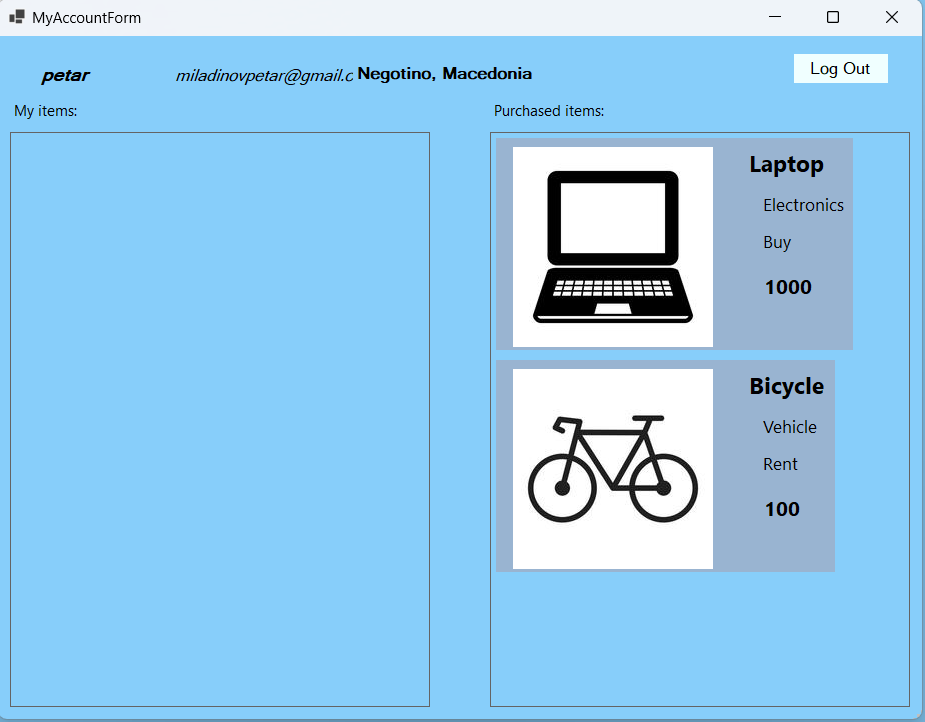 MyAccountForm
petar miladinovpetar@gmail.c Negotino, Macedonia Log Out
My items:
Purchased items:
Laptop
Electronics
Buy
1000
Bicycle
Vehicle
Rent
100